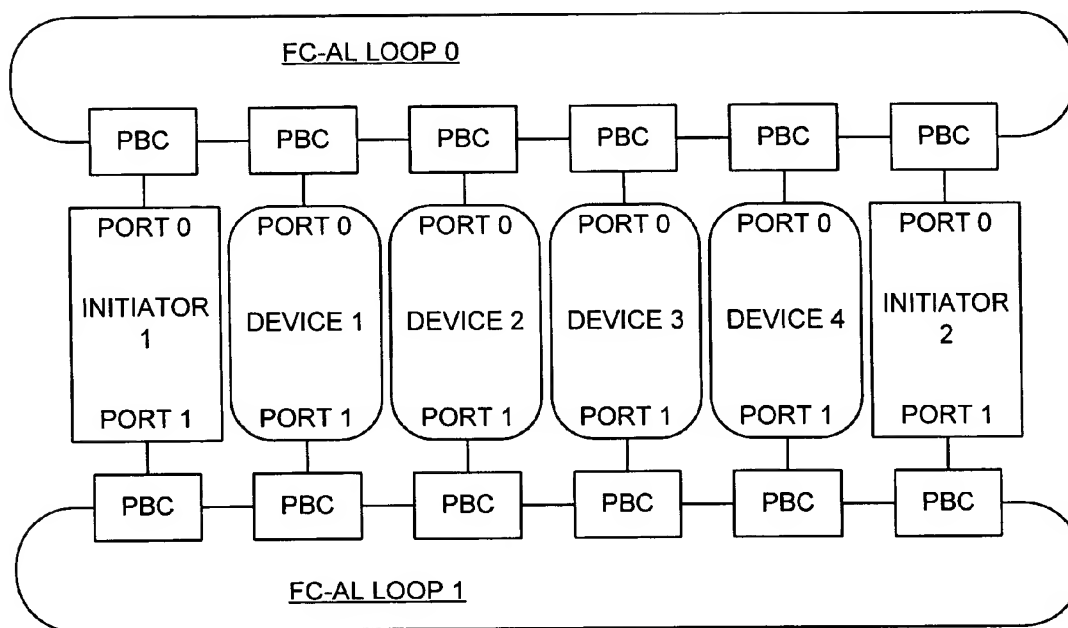 FC-AL LOOP 0
PBC PBC PBC PBC PBC PBC
PORT 0 PORT 0 PORT 0 PORT 0 PORT 0 PORT 0
INITIATOR 1 DEVICE 1 DEVICE 2 DEVICE 3 DEVICE 4 INITIATOR 2
PORT 1 PORT 1 PORT 1 PORT 1 PORT 1 PORT 1
PBC PBC PBC PBC PBC PBC
FC-AL LOOP 1